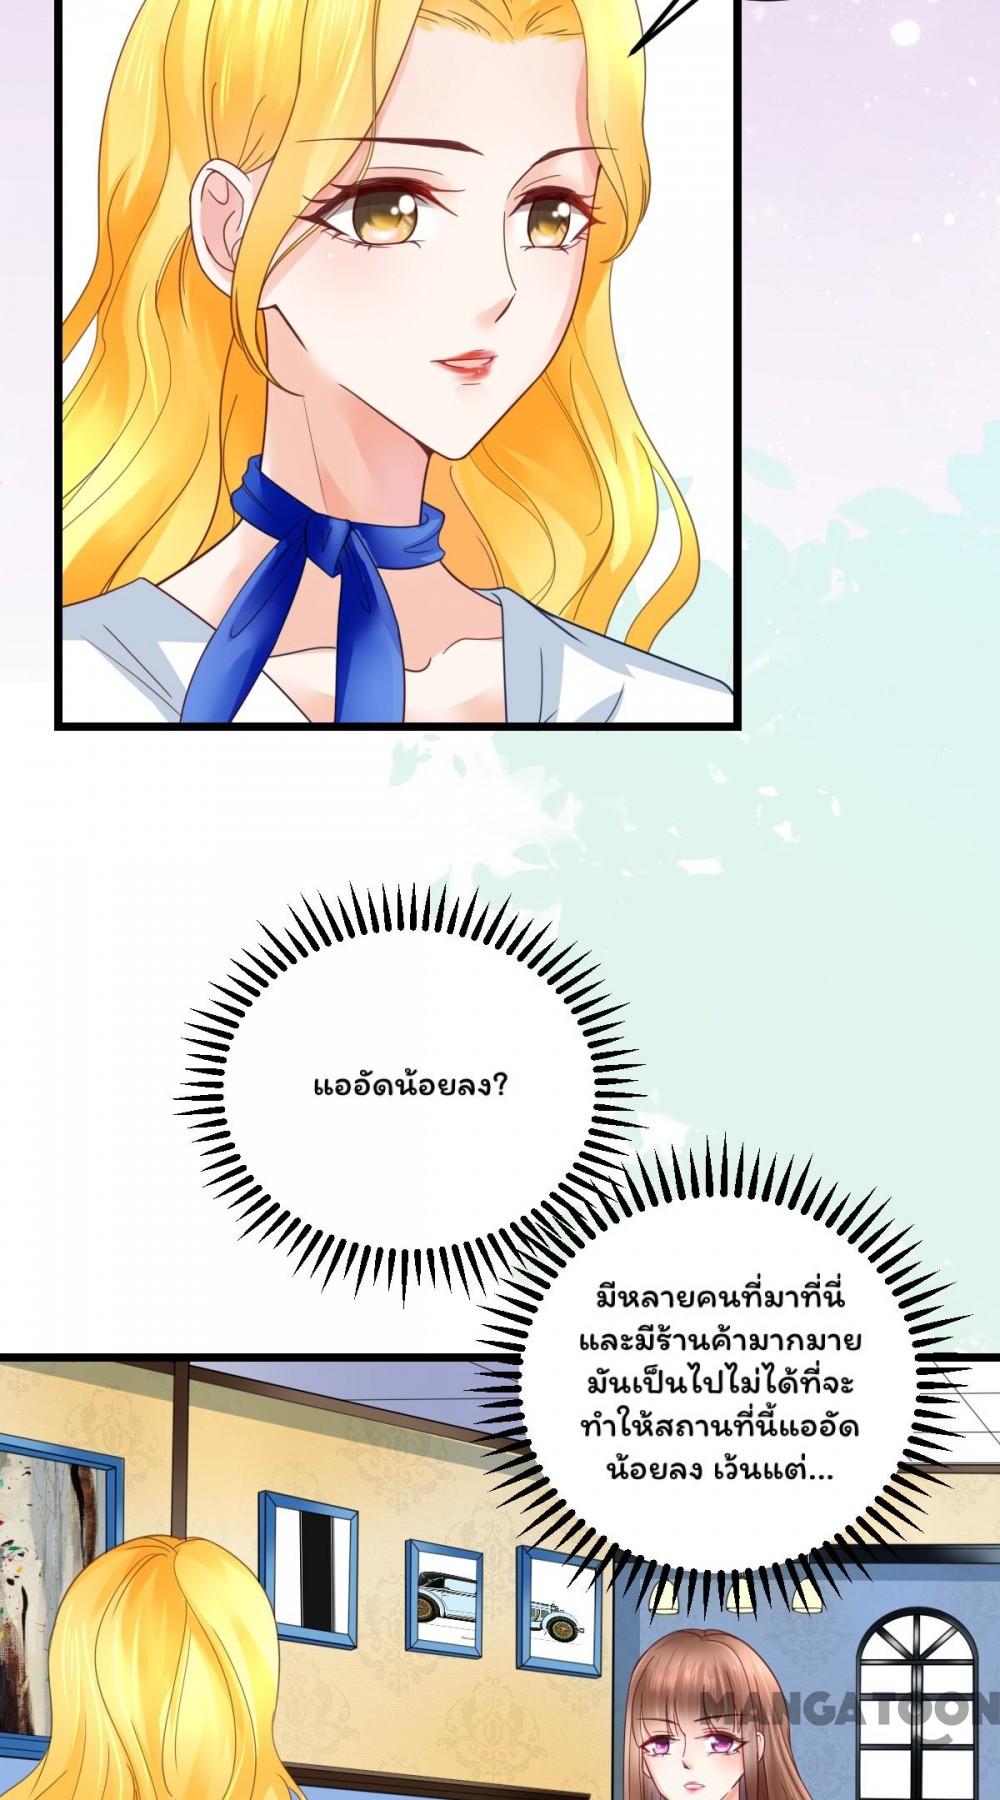 แออัดน้อยลง?
มีหลายคนที่มาที่นี่
และมีร้านค้ามากมาย
มันเป็นไปไม่ได้ที่จะ
ทำให้สถานที่นี้แออัด
น้อยลง เว้นแต่...
MANGATOON